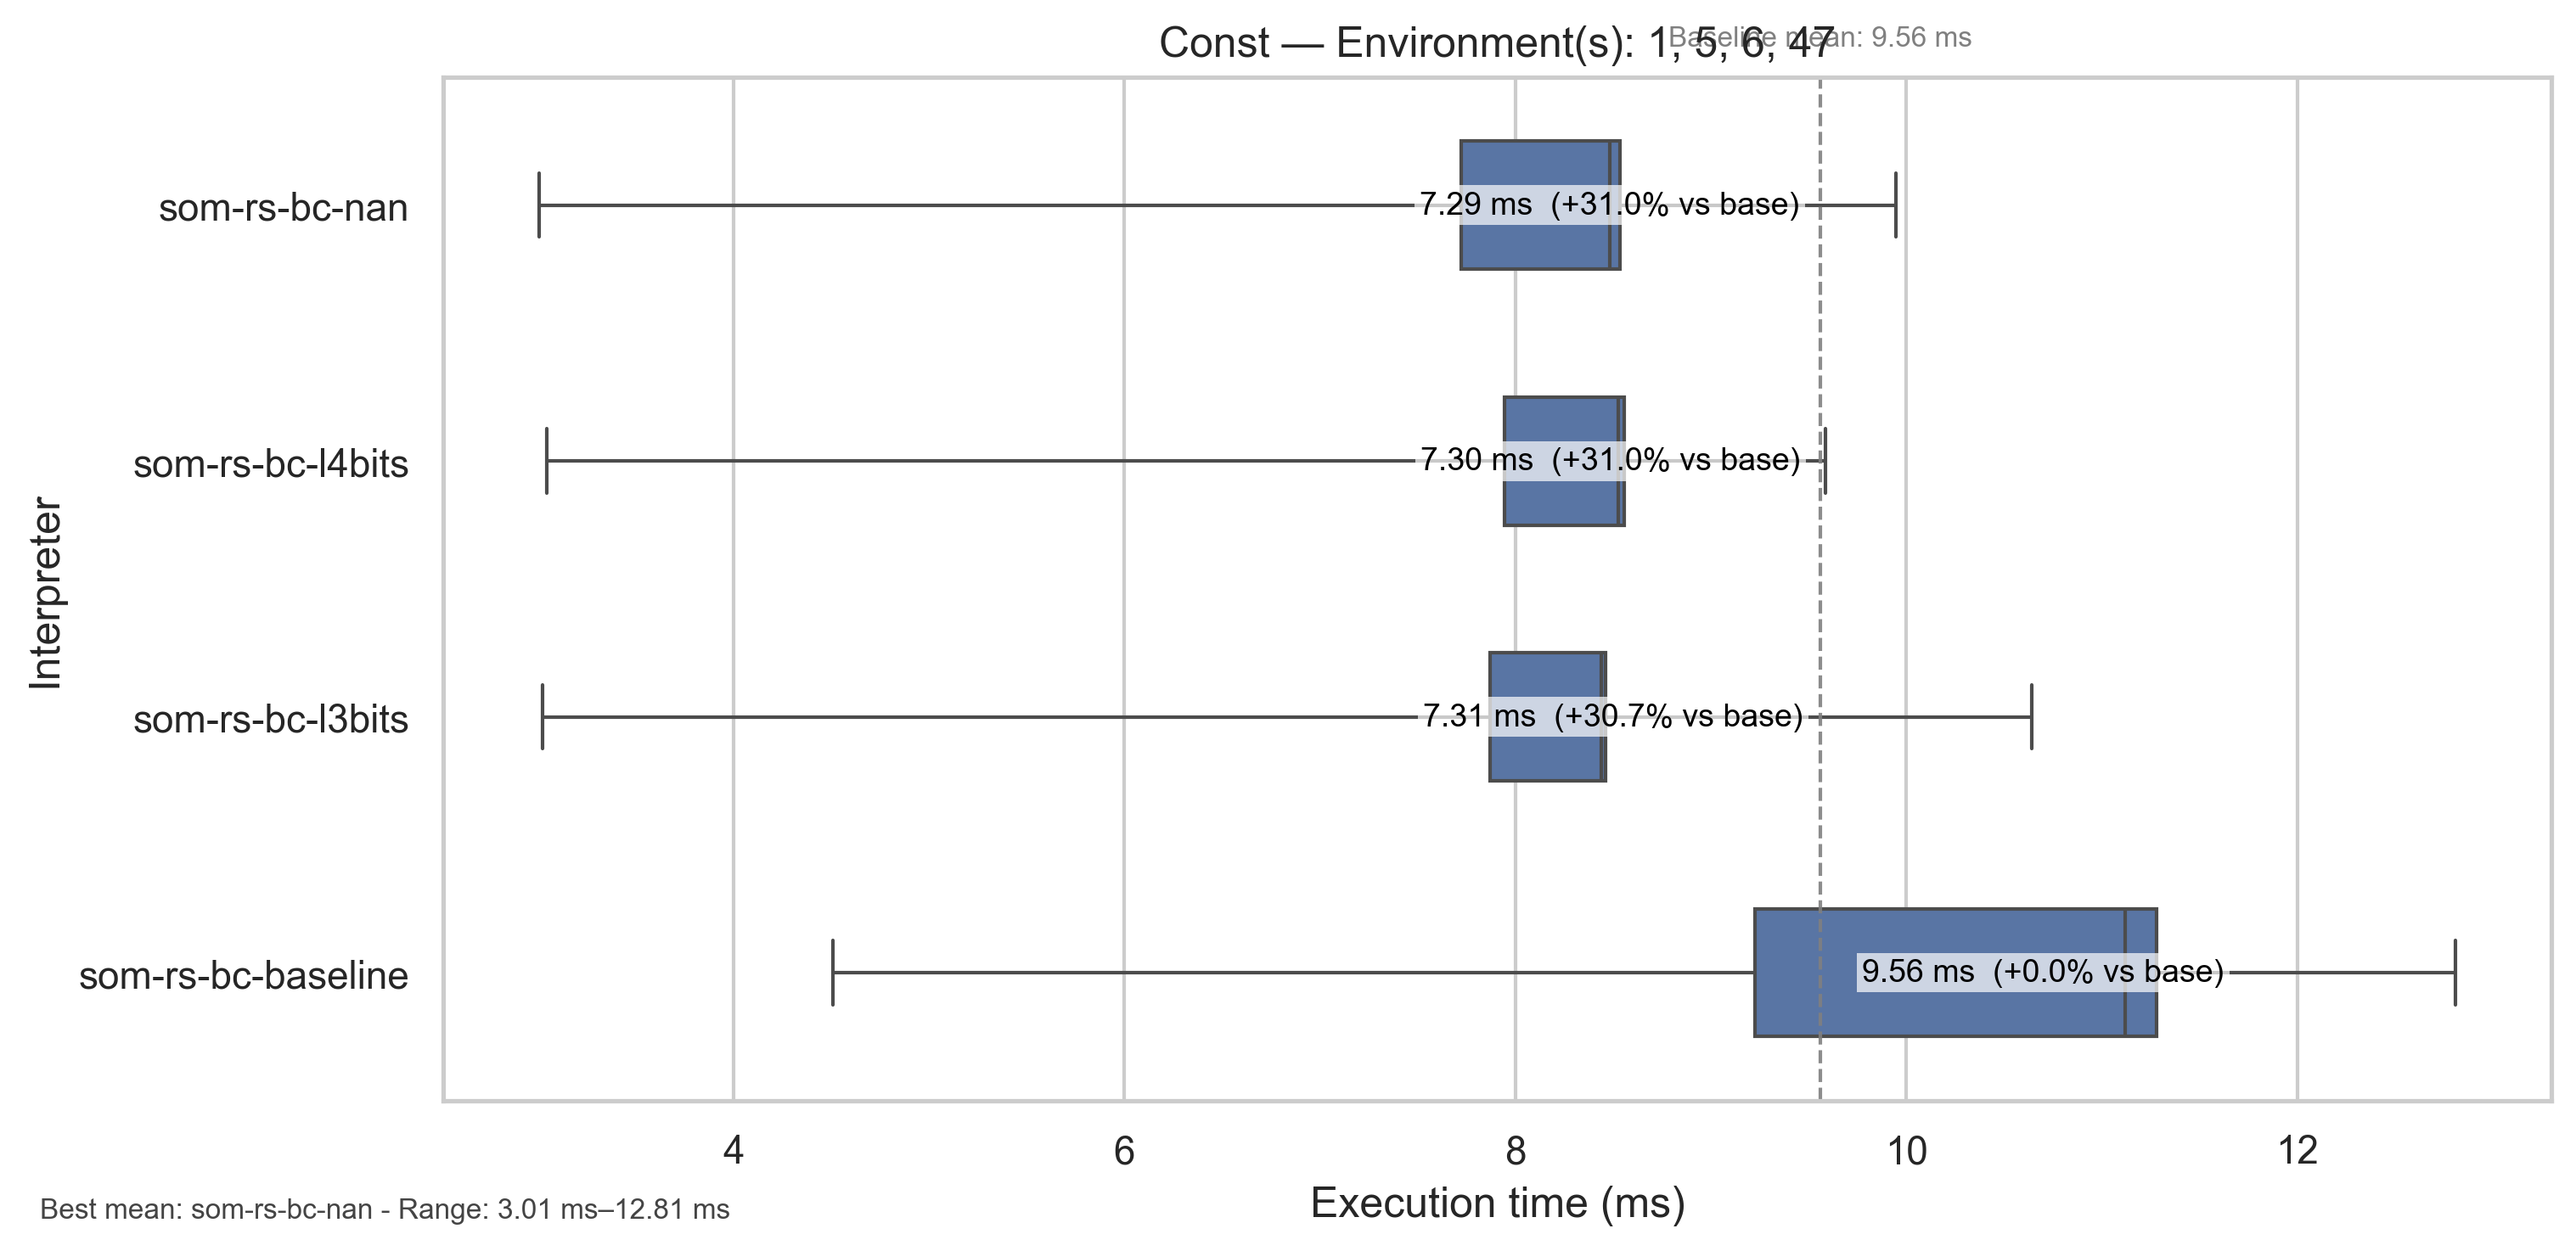 Const — Environment(s): 1, 5, 6, 47
Baseline mean: 9.56 ms
Interpreter
som-rs-bc-nan
7.29 ms (+31.0% vs base)
som-rs-bc-l4bits
7.30 ms (+31.0% vs base)
som-rs-bc-l3bits
7.31 ms (+30.7% vs base)
som-rs-bc-baseline
9.56 ms (+0.0% vs base)
4 6 8 10 12
Execution time (ms)
Best mean: som-rs-bc-nan - Range: 3.01 ms–12.81 ms